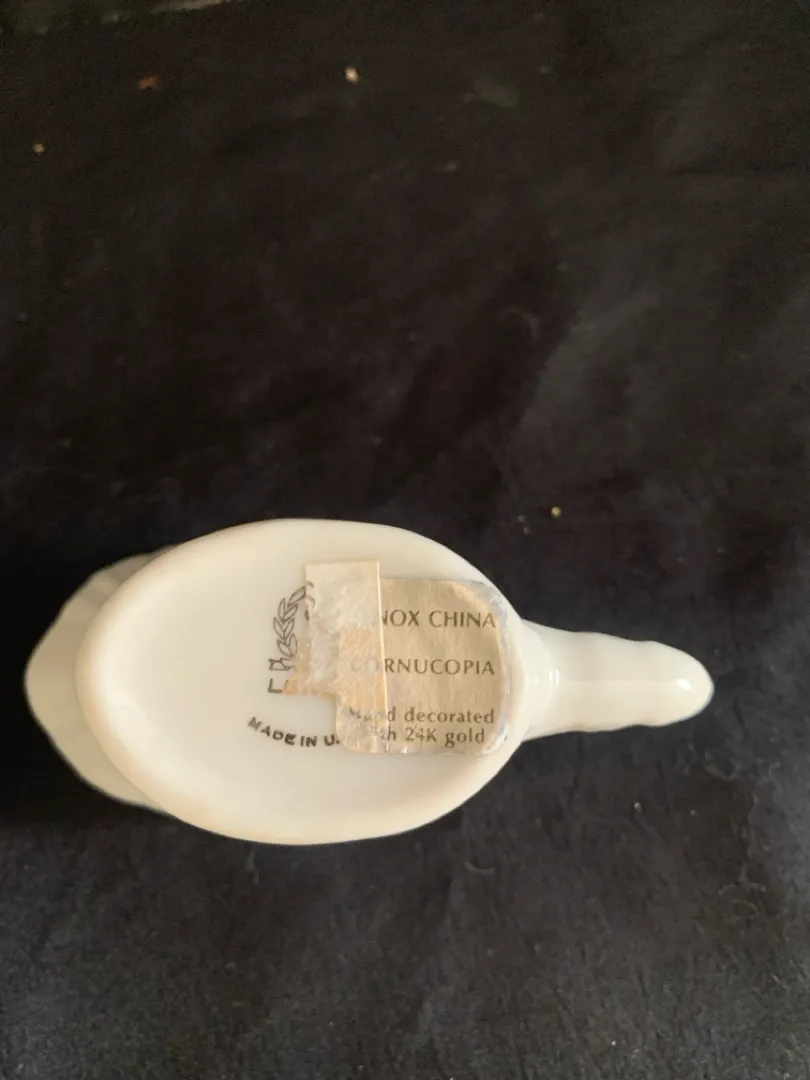 NOX CHINA
CORNUCOPIA
decorated
24K gold
MADE IN U.